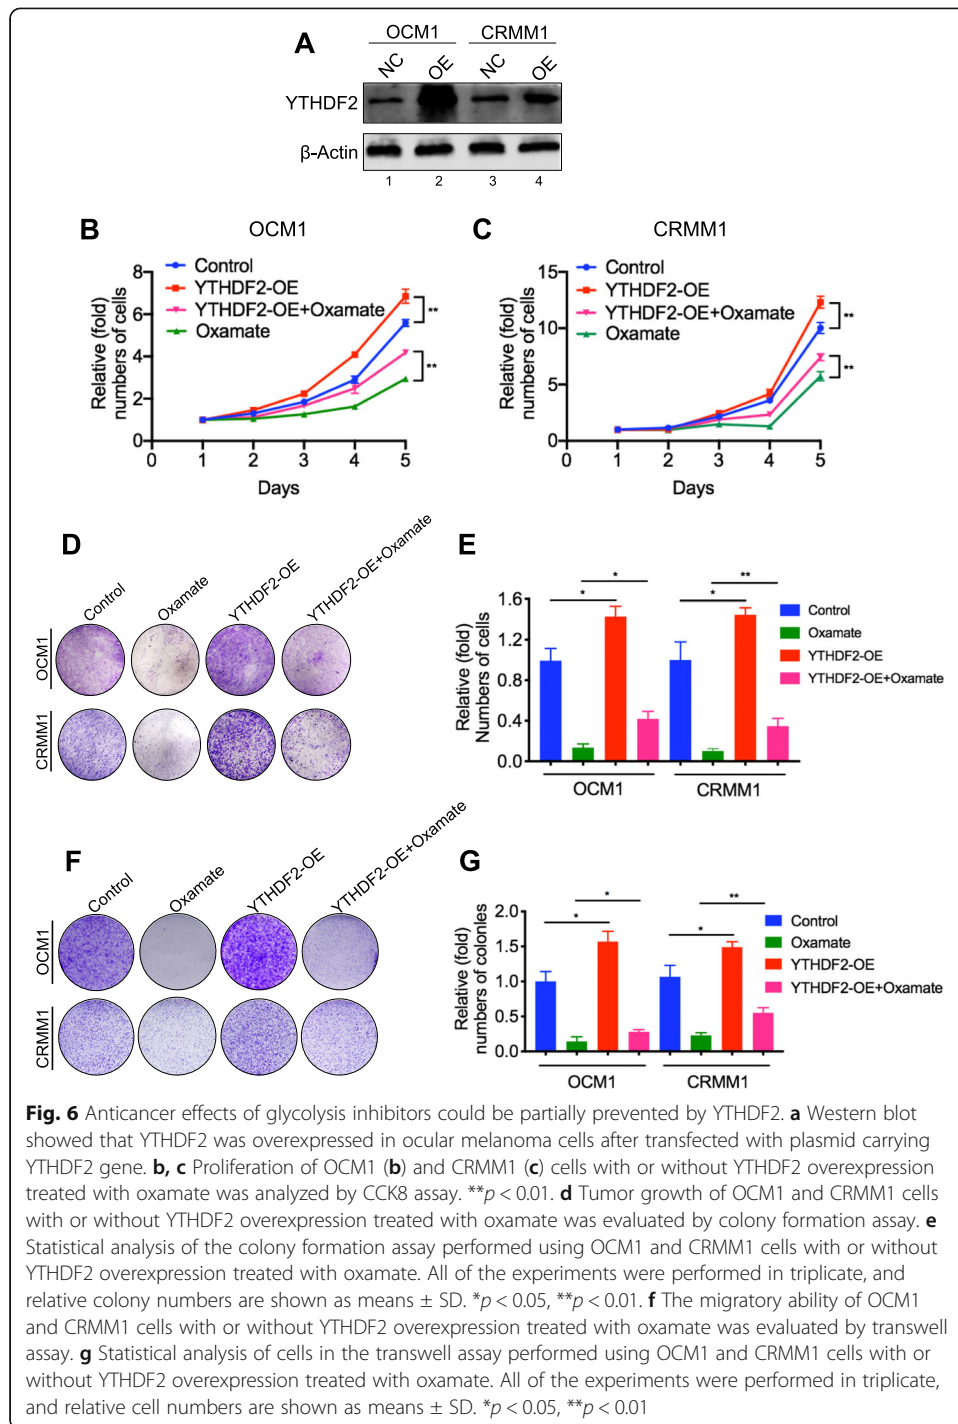 A
OCM1 CRMM1
NC OE NC OE
YTHDF2
β-Actin
1 2 3 4
B OCM1
Control
YTHDF2-OE
YTHDF2-OE+Oxamate
Oxamate
Relative (fold)
numbers of cells
8
6
4
2
0
**
**
0 1 2 3 4 5
Days
C CRMM1
Control
YTHDF2-OE
YTHDF2-OE+Oxamate
Oxamate
Relative (fold)
numbers of cells
15
10
5
0
**
**
0 1 2 3 4 5
Days
D
Control Oxamate YTHDF2-OE YTHDF2-OE+Oxamate
OCM1
CRMM1
E
Relative (fold)
Numbers of cells
1.6
1.2
0.8
0.4
0.0
* **
* *
Control
Oxamate
YTHDF2-OE
YTHDF2-OE+Oxamate
OCM1 CRMM1
F
Control Oxamate YTHDF2-OE YTHDF2-OE+Oxamate
OCM1
CRMM1
G
Relative (fold)
numbers of colonies
2.0
1.5
1.0
0.5
0.0
* **
* *
Control
Oxamate
YTHDF2-OE
YTHDF2-OE+Oxamate
OCM1 CRMM1
Fig. 6 Anticancer effects of glycolysis inhibitors could be partially prevented by YTHDF2. a Western blot
showed that YTHDF2 was overexpressed in ocular melanoma cells after transfected with plasmid carrying
YTHDF2 gene. b, c Proliferation of OCM1 (b) and CRMM1 (c) cells with or without YTHDF2 overexpression
treated with oxamate was analyzed by CCK8 assay. **p < 0.01. d Tumor growth of OCM1 and CRMM1 cells
with or without YTHDF2 overexpression treated with oxamate was evaluated by colony formation assay. e
Statistical analysis of the colony formation assay performed using OCM1 and CRMM1 cells with or without
YTHDF2 overexpression treated with oxamate. All of the experiments were performed in triplicate, and
relative colony numbers are shown as means ± SD. *p < 0.05, **p < 0.01. f The migratory ability of OCM1
and CRMM1 cells with or without YTHDF2 overexpression treated with oxamate was evaluated by transwell
assay. g Statistical analysis of cells in the transwell assay performed using OCM1 and CRMM1 cells with or
without YTHDF2 overexpression treated with oxamate. All of the experiments were performed in triplicate,
and relative cell numbers are shown as means ± SD. *p < 0.05, **p < 0.01